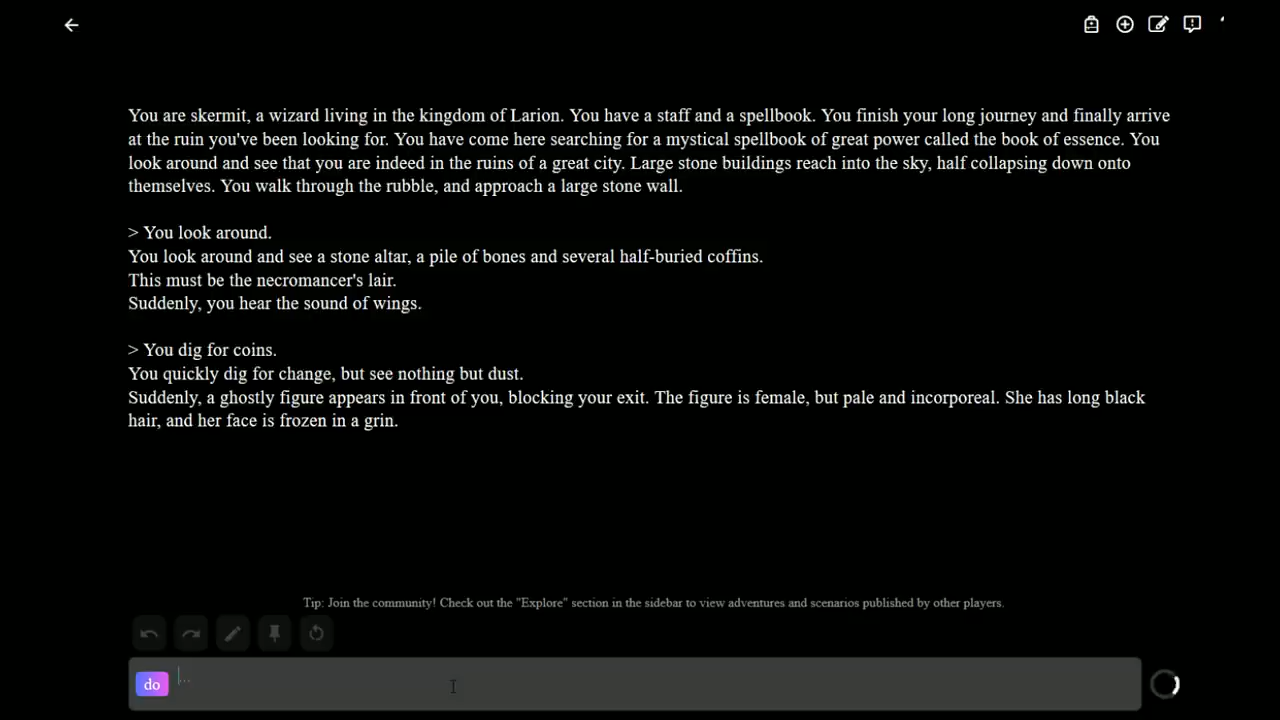 You are skermit, a wizard living in the kingdom of Larion. You have a staff and a spellbook. You finish your long journey and finally arrive
at the ruin you've been looking for. You have come here searching for a mystical spellbook of great power called the book of essence. You
look around and see that you are indeed in the ruins of a great city. Large stone buildings reach into the sky, half collapsing down onto
themselves. You walk through the rubble, and approach a large stone wall.
> You look around.
You look around and see a stone altar, a pile of bones and several half-buried coffins.
This must be the necromancer's lair.
Suddenly, you hear the sound of wings.
> You dig for coins.
You quickly dig for change, but see nothing but dust.
Suddenly, a ghostly figure appears in front of you, blocking your exit. The figure is female, but pale and incorporeal. She has long black
hair, and her face is frozen in a grin.
Tip: Join the community! Check out the "Explore" section in the sidebar to view adventures and scenarios published by other players.
do ...